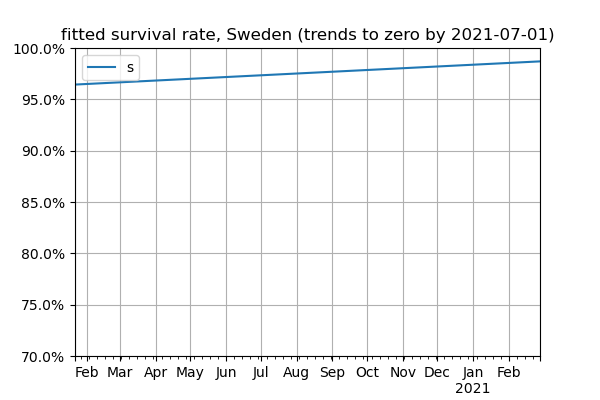 fitted survival rate, Sweden (trends to zero by 2021-07-01)
100.0%
s
95.0%
90.0%
85.0%
80.0%
75.0%
70.0%
Feb Mar Apr May Jun Jul Aug Sep Oct Nov Dec Jan Feb
2021